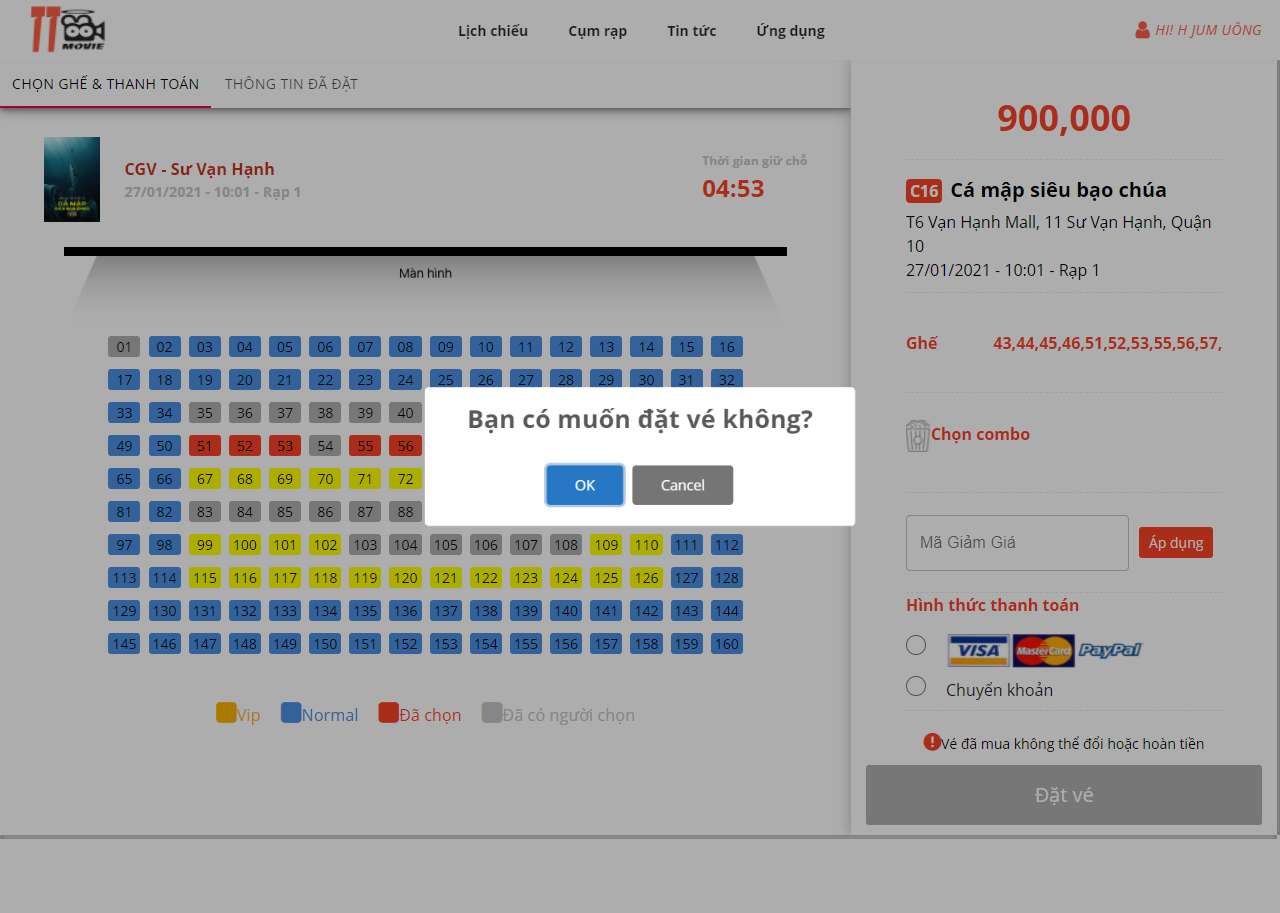 TT
MOVIE
Lịch chiếu Cụm rạp Tin tức Ứng dụng
HI! H JUM UÔNG
CHỌN GHẾ & THANH TOÁN THÔNG TIN ĐÃ ĐẶT
CGV - Sư Vạn Hạnh
27/01/2021 - 10:01 - Rạp 1
Thời gian giữ chỗ
04:53
Màn hình
01 02 03 04 05 06 07 08 09 10 11 12 13 14 15 16
17 18 19 20 21 22 23 24 25 26 27 28 29 30 31 32
33 34 35 36 37 38 39 40
49 50 51 52 53 54 55 56
65 66 67 68 69 70 71 72
81 82 83 84 85 86 87 88
97 98 99 100 101 102 103 104 105 106 107 108 109 110 111 112
113 114 115 116 117 118 119 120 121 122 123 124 125 126 127 128
129 130 131 132 133 134 135 136 137 138 139 140 141 142 143 144
145 146 147 148 149 150 151 152 153 154 155 156 157 158 159 160
Vip Normal Đã chọn Đã có người chọn
Bạn có muốn đặt vé không?
OK Cancel
900,000
C16 Cá mập siêu bạo chúa
T6 Vạn Hạnh Mall, 11 Sư Vạn Hạnh, Quận
10
27/01/2021 - 10:01 - Rạp 1
Ghế 43,44,45,46,51,52,53,55,56,57,
Chọn combo
Mã Giảm Giá Áp dụng
Hình thức thanh toán
VISA MasterCard PayPal
Chuyển khoản
Vé đã mua không thể đổi hoặc hoàn tiền
Đặt vé